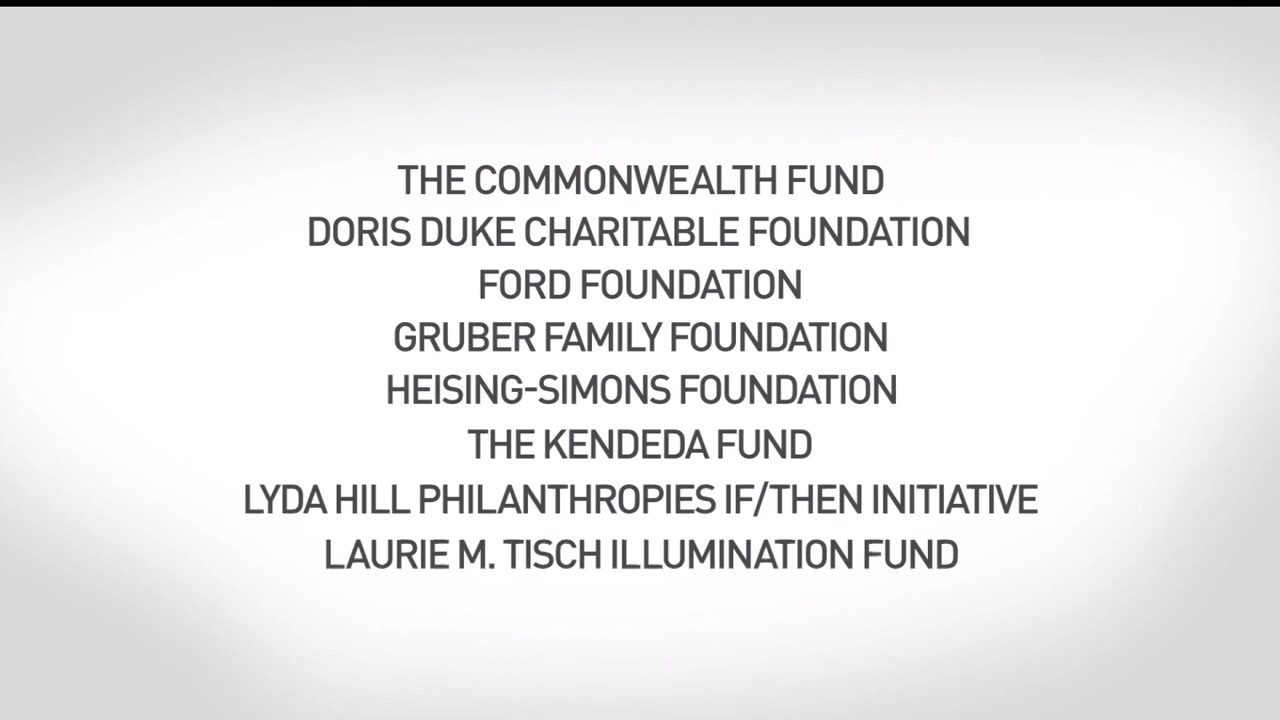 THE COMMONWEALTH FUND
DORIS DUKE CHARITABLE FOUNDATION
FORD FOUNDATION
GRUBER FAMILY FOUNDATION
HEISING-SIMONS FOUNDATION
THE KENDEDA FUND
LYDA HILL PHILANTHROPIES IF/THEN INITIATIVE
LAURIE M. TISCH ILLUMINATION FUND